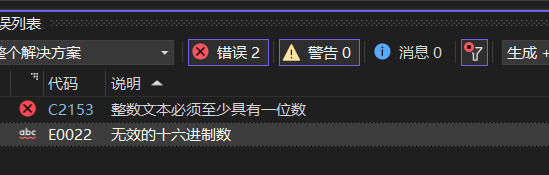 误列表
整个解决方案
错误 2
警告 0
消息 0
生成 +
代码
说明
C2153
整数文本必须至少具有一位数
abc
E0022
无效的十六进制数